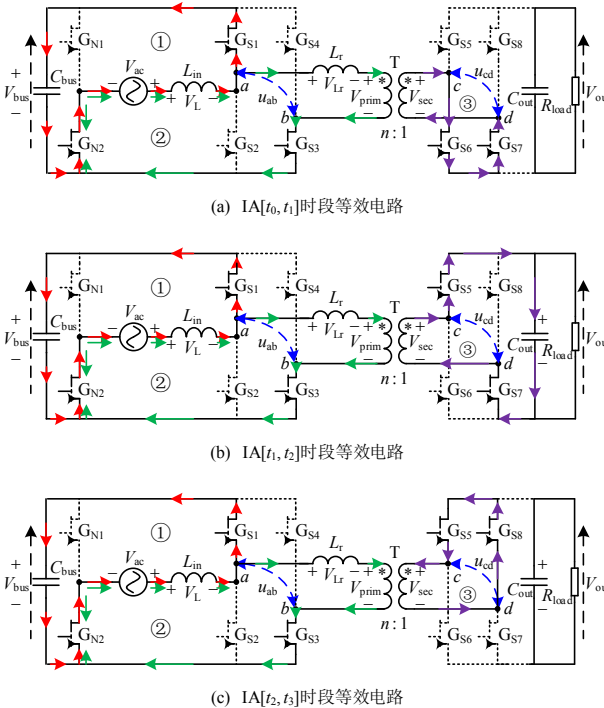 GN1
①
GS1
GS4
GS5
GS8
+
Vbus
−
Cbus
Vac
Lin
− +
+ VL −
a
uab
b
Lr
+ VLr −
T
+ * Vprim −
* + Vsec −
n : 1
c
ucd
③
d
Cout
Rload
Vou
GN2
②
GS2
GS3
GS6
GS7
(a) IA[t0, t1]时段等效电路
GN1
①
GS1
GS4
GS5
GS8
+
Vbus
−
Cbus
Vac
Lin
− +
+ VL −
a
uab
b
Lr
+ VLr −
T
+ * Vprim −
* + Vsec −
n : 1
c
ucd
③
d
+
Cout
−
Rload
Vou
GN2
②
GS2
GS3
GS6
GS7
(b) IA[t1, t2]时段等效电路
GN1
①
GS1
GS4
GS5
GS8
+
Vbus
−
Cbus
Vac
Lin
− +
+ VL −
a
uab
b
Lr
+ VLr −
T
+ * Vprim −
* + Vsec −
n : 1
c
ucd
③
d
+
Cout
−
Rload
Vou
GN2
②
GS2
GS3
GS6
GS7
(c) IA[t2, t3]时段等效电路